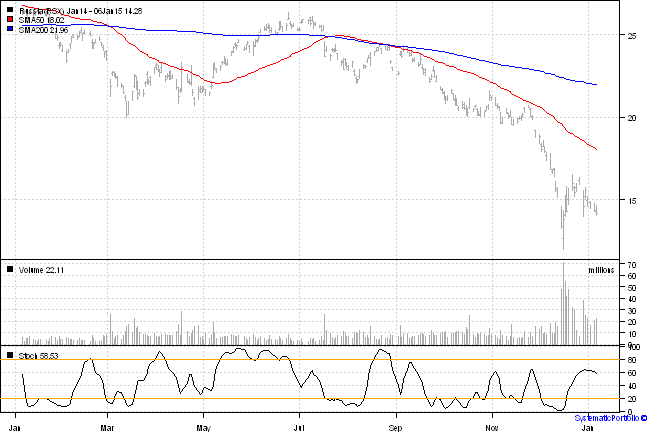 Russia(RSX) Jan14 - 06Jan15 14.28
SMA50 18.02
SMA200 21.96
25
20
15
Volume 22.11
millions
70
60
50
40
30
20
10
0
Stoch 58.53
100
80
60
40
20
0
SystematicPortfolio ©
Jan Mar May Jul Sep Nov Jan